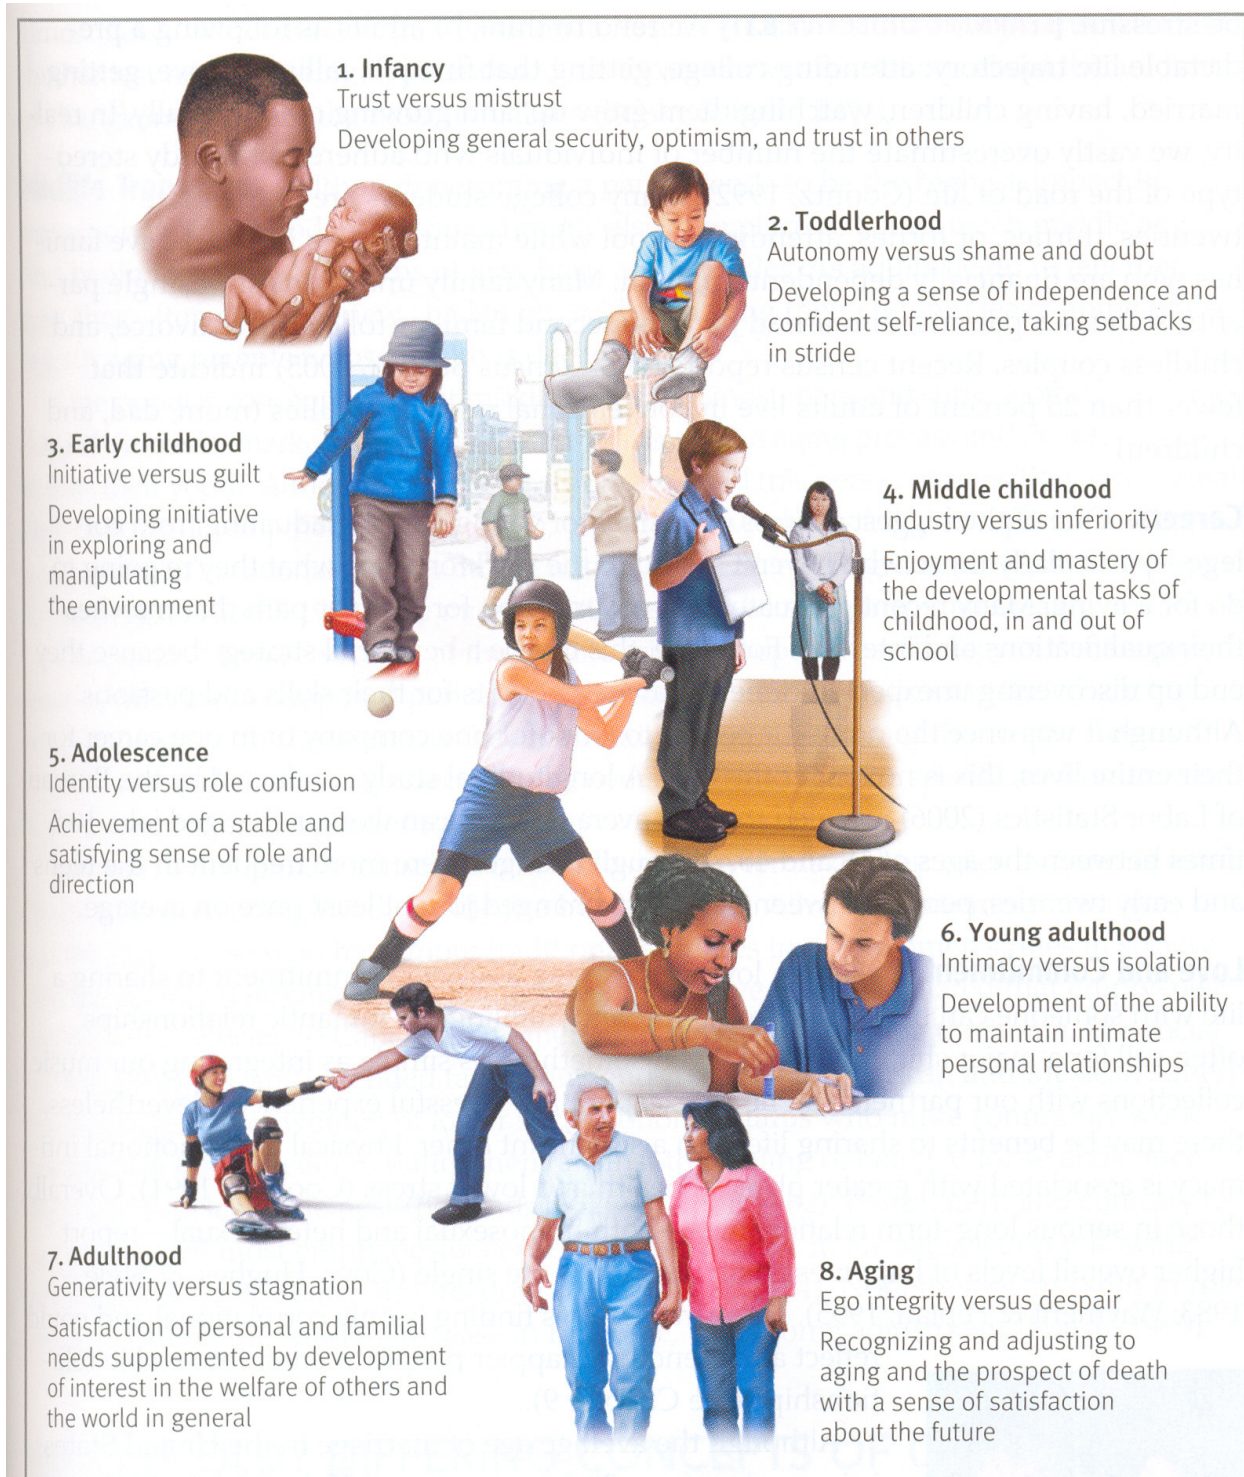 1. Infancy
Trust versus mistrust
Developing general security, optimism, and trust in others
2. Toddlerhood
Autonomy versus shame and doubt
Developing a sense of independence and
confident self-reliance, taking setbacks
in stride
3. Early childhood
Initiative versus guilt
Developing initiative
in exploring and
manipulating
the environment
4. Middle childhood
Industry versus inferiority
Enjoyment and mastery of
the developmental tasks of
childhood, in and out of
school
5. Adolescence
Identity versus role confusion
Achievement of a stable and
satisfying sense of role and
direction
6. Young adulthood
Intimacy versus isolation
Development of the ability
to maintain intimate
personal relationships
7. Adulthood
Generativity versus stagnation
Satisfaction of personal and familial
needs supplemented by development
of interest in the welfare of others and
the world in general
8. Aging
Ego integrity versus despair
Recognizing and adjusting to
aging and the prospect of death
with a sense of satisfaction
about the future